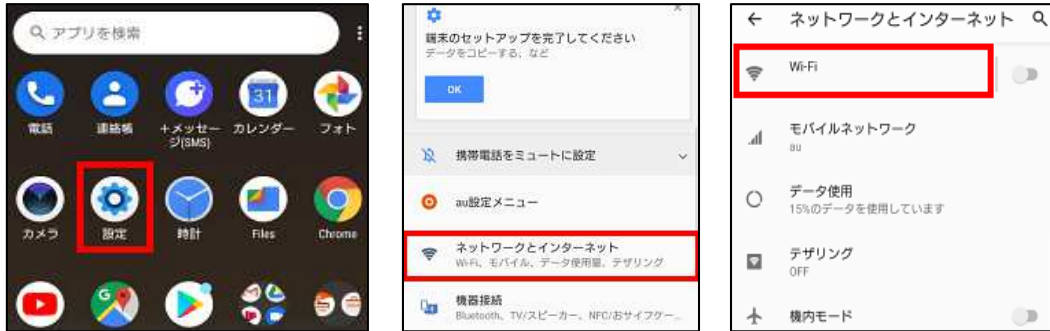 アプリを検索
31
電話
連絡帳
+メッセー
ジ(SMS)
カレンダー
フォト
カメラ
設定
時計
Files
Chrome
G
端末のセットアップを完了してください
データをコピーする、など
OK
携帯電話をミュートに設定
au設定メニュー
ネットワークとインターネット
Wi-Fi、モバイル、データ使用量、テザリング
機器接続
Bluetooth、TV/スピーカー、NFC/おサイフケー...
ネットワークとインターネット
Wi-Fi
モバイルネットワーク
au
データ使用
15%のデータを使用しています
テザリング
OFF
機内モード